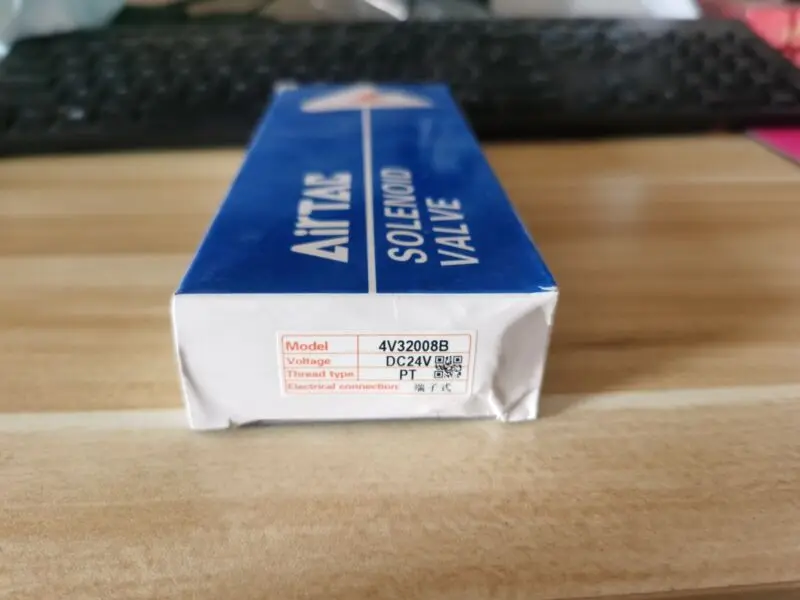 AirTAC
SOLENOID
VALVE
Model 4V32008B
Voltage DC24V
Thread type PT
Electrical connection: 端子式